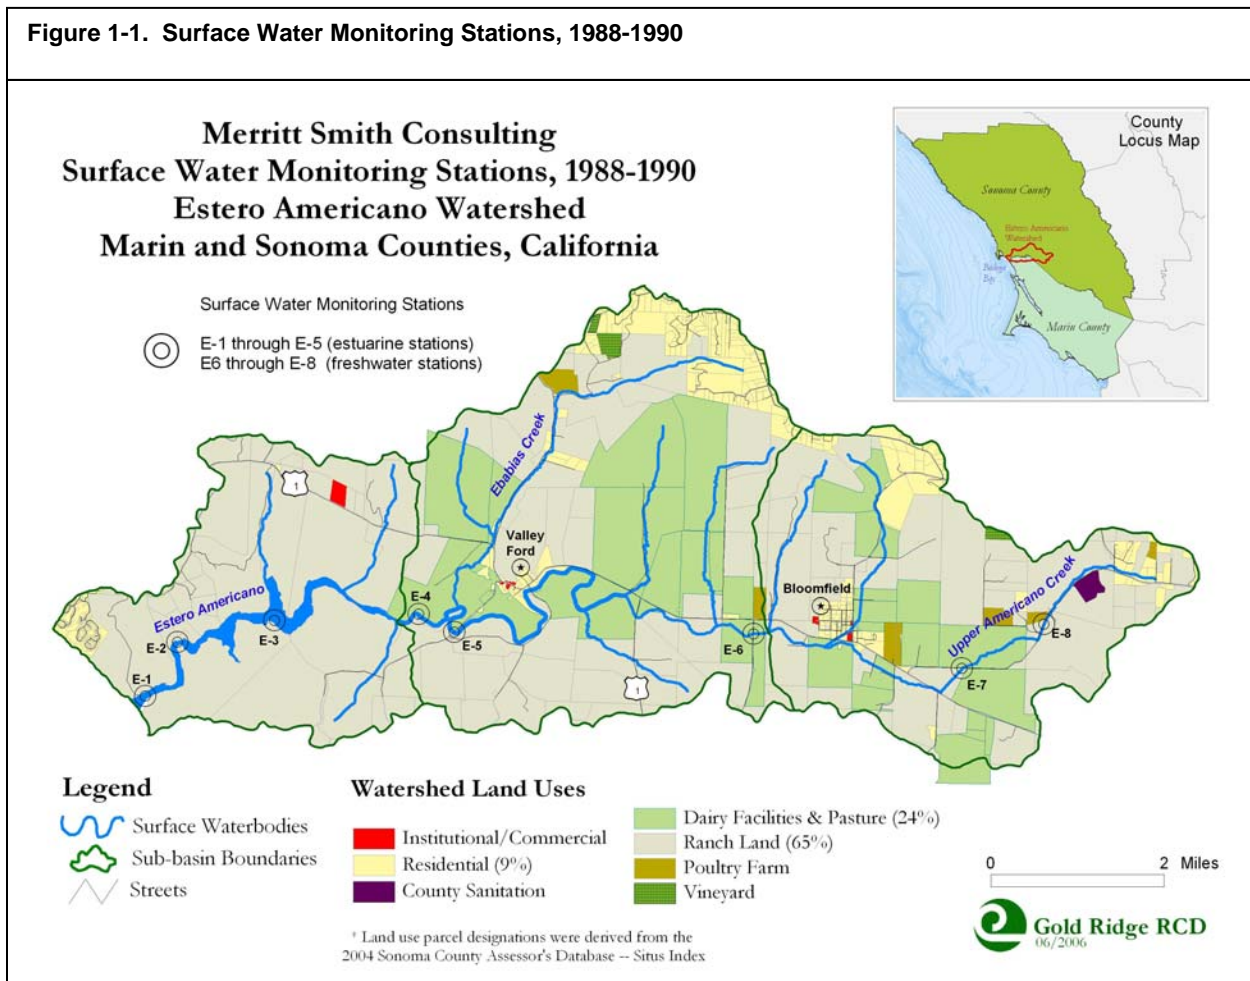 Figure 1-1.  Surface Water Monitoring Stations, 1988-1990
Merritt Smith Consulting
Surface Water Monitoring Stations, 1988-1990
Estero Americano Watershed
Marin and Sonoma Counties, California
County
Locus Map
Sonoma County
Estero Americano
Watershed
Bodega
Bay
Marin County
Surface Water Monitoring Stations
E-1 through E-5 (estuarine stations)
E6 through E-8  (freshwater stations)
Ebabias Creek
1
Valley
Ford
Bloomfield
Estero Americano
Upper Americano Creek
E-4
E-3
E-2
E-5
E-6
E-8
E-7
E-1
1
Legend
Surface Waterbodies
Sub-basin Boundaries
Streets
Watershed Land Uses
Institutional/Commercial
Residential (9%)
County Sanitation
Dairy Facilities & Pasture (24%)
Ranch Land (65%)
Poultry Farm
Vineyard
0 2 Miles
* Land use parcel designations were derived from the
2004 Sonoma County Assessor's Database -- Situs Index
Gold Ridge RCD
06/2006